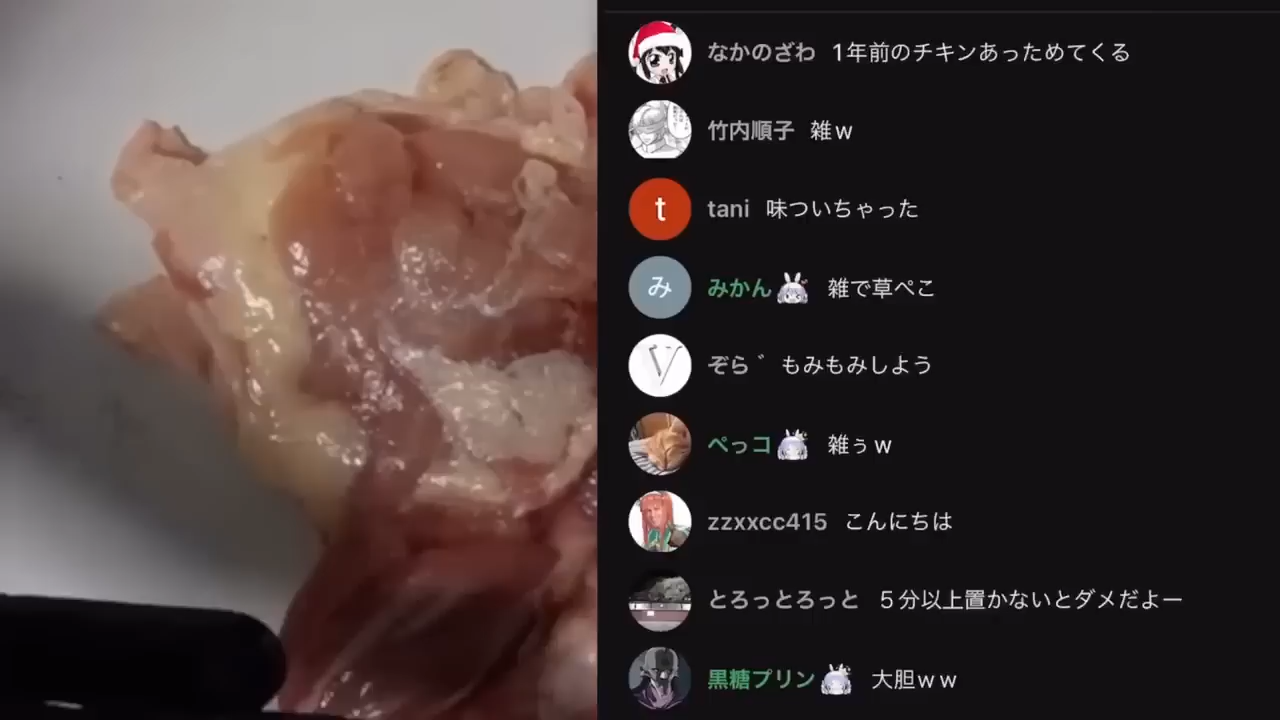 なかのざわ 1年前のチキンあっためてくる
竹内順子 雑w
t tani 味ついちゃった
み みかん 雑で草ぺこ
V ぞら゛ もみもみしよう
ぺっコ 雑ぅw
zzxxcc415 こんにちは
とろっとろっと 5分以上置かないとダメだよー
黒糖プリン 大胆ww